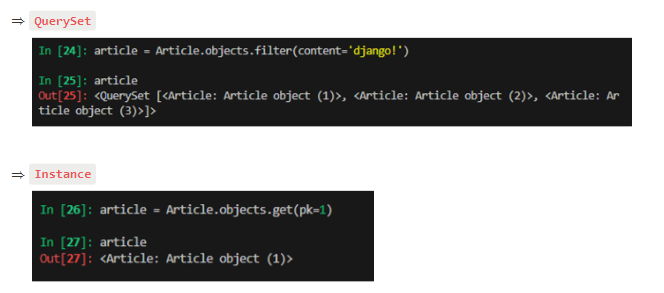 ⇒ QuerySet
In [24]: article = Article.objects.filter(content='django!')
In [25]: article
Out[25]: <QuerySet [<Article: Article object (1)>, <Article: Article object (2)>, <Article: Ar
ticle object (3)>]>
⇒ Instance
In [26]: article = Article.objects.get(pk=1)
In [27]: article
Out[27]: <Article: Article object (1)>